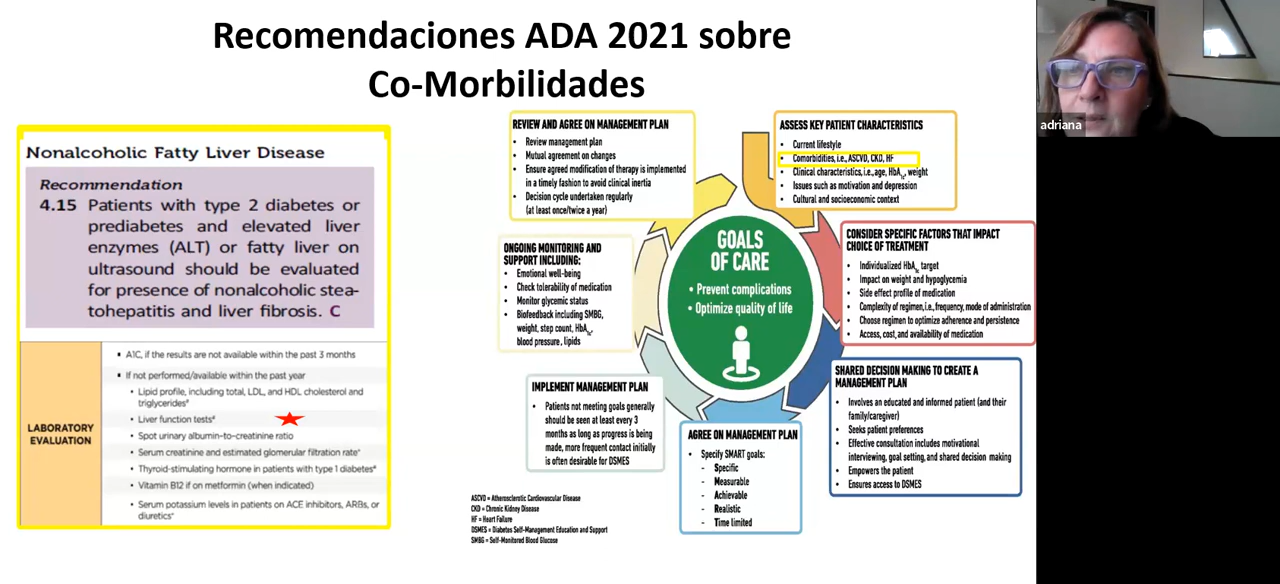 Recomendaciones ADA 2021 sobre
Co-Morbilidades
Nonalcoholic Fatty Liver Disease
Recommendation
4.15 Patients with type 2 diabetes or
prediabetes and elevated liver
enzymes (ALT) or fatty liver on
ultrasound should be evaluated
for presence of nonalcoholic stea-
tohepatitis and liver fibrosis. C
LABORATORY
EVALUATION
▪ A1C, if the results are not available within the past 3 months
▪ If not performed/available within the past year
• Lipid profile, including total, LDL, and HDL cholesterol and
triglycerides#
• Liver function tests#
• Spot urinary albumin-to-creatinine ratio
• Serum creatinine and estimated glomerular filtration rate+
• Thyroid-stimulating hormone in patients with type 1 diabetes#
• Vitamin B12 if on metformin (when indicated)
• Serum potassium levels in patients on ACE inhibitors, ARBs, or
diuretics+
REVIEW AND AGREE ON MANAGEMENT PLAN
• Review management plan
• Mutual agreement on changes
• Ensure agreed modification of therapy is implemented
in a timely fashion to avoid clinical inertia
• Decision cycle undertaken regularly
(at least once/twice a year)
ASSESS KEY PATIENT CHARACTERISTICS
• Current lifestyle
• Comorbidities, i.e., ASCVD, CKD, HF
• Clinical characteristics, i.e., age, HbA1c, weight
• Issues such as motivation and depression
• Cultural and socioeconomic context
ONGOING MONITORING AND
SUPPORT INCLUDING:
• Emotional well-being
• Check tolerability of medication
• Monitor glycemic status
• Biofeedback including SMBG,
weight, step count, HbA1c,
blood pressure, lipids
GOALS
OF CARE
• Prevent complications
• Optimize quality of life
CONSIDER SPECIFIC FACTORS THAT IMPACT
CHOICE OF TREATMENT
• Individualized HbA1c target
• Impact on weight and hypoglycemia
• Side effect profile of medication
• Complexity of regimen, i.e., frequency, mode of administration
• Choose regimen to optimize adherence and persistence
• Access, cost, and availability of medication
IMPLEMENT MANAGEMENT PLAN
• Patients not meeting goals generally
should be seen at least every 3
months as long as progress is being
made, more frequent contact initially
is often desirable for DSMES
AGREE ON MANAGEMENT PLAN
• Specify SMART goals:
- Specific
- Measurable
- Achievable
- Realistic
- Time limited
SHARED DECISION MAKING TO CREATE A
MANAGEMENT PLAN
• Involves an educated and informed patient (and their
family/caregiver)
• Seeks patient preferences
• Effective consultation includes motivational
interviewing, goal setting, and shared decision making
• Empowers the patient
• Ensures access to DSMES
ASCVD = Atherosclerotic Cardiovascular Disease
CKD = Chronic Kidney Disease
HF = Heart Failure
DSMES = Diabetes Self-Management Education and Support
SMBG = Self-Monitored Blood Glucose
adriana